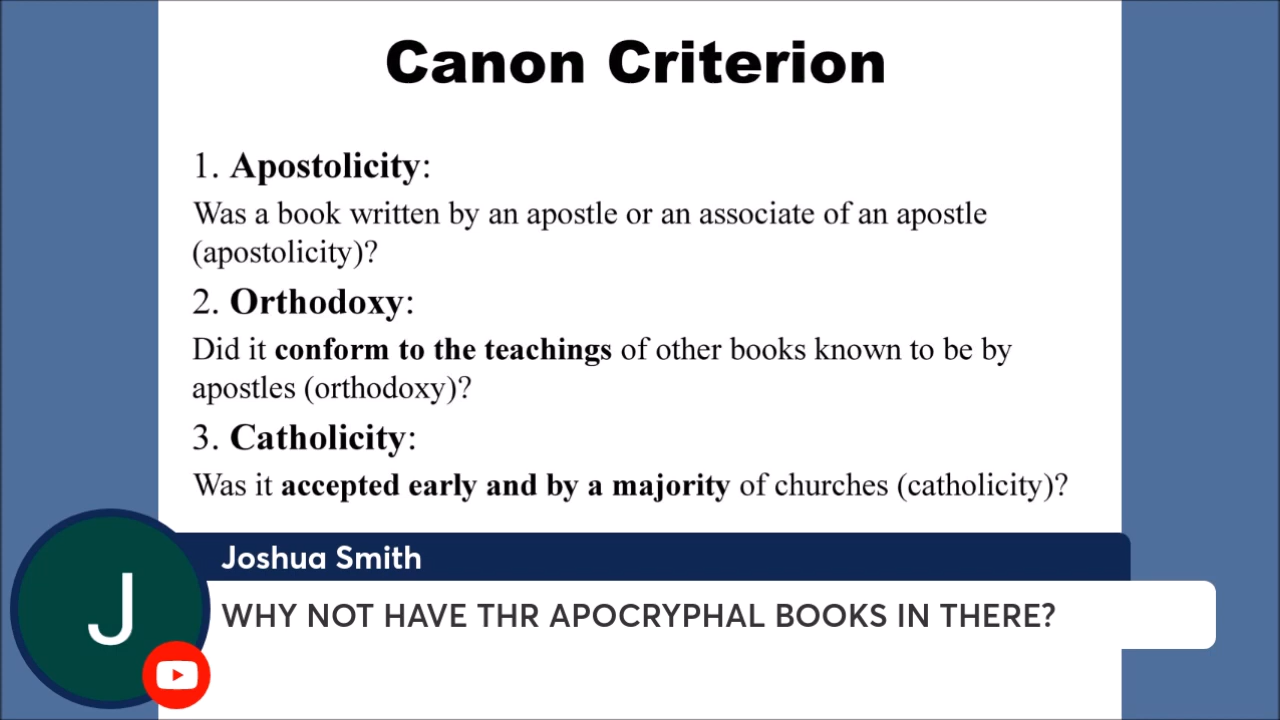 Canon Criterion
1. Apostolicity:
Was a book written by an apostle or an associate of an apostle
(apostolicity)?
2. Orthodoxy:
Did it conform to the teachings of other books known to be by
apostles (orthodoxy)?
3. Catholicity:
Was it accepted early and by a majority of churches (catholicity)?
J
Joshua Smith
WHY NOT HAVE THR APOCRYPHAL BOOKS IN THERE?